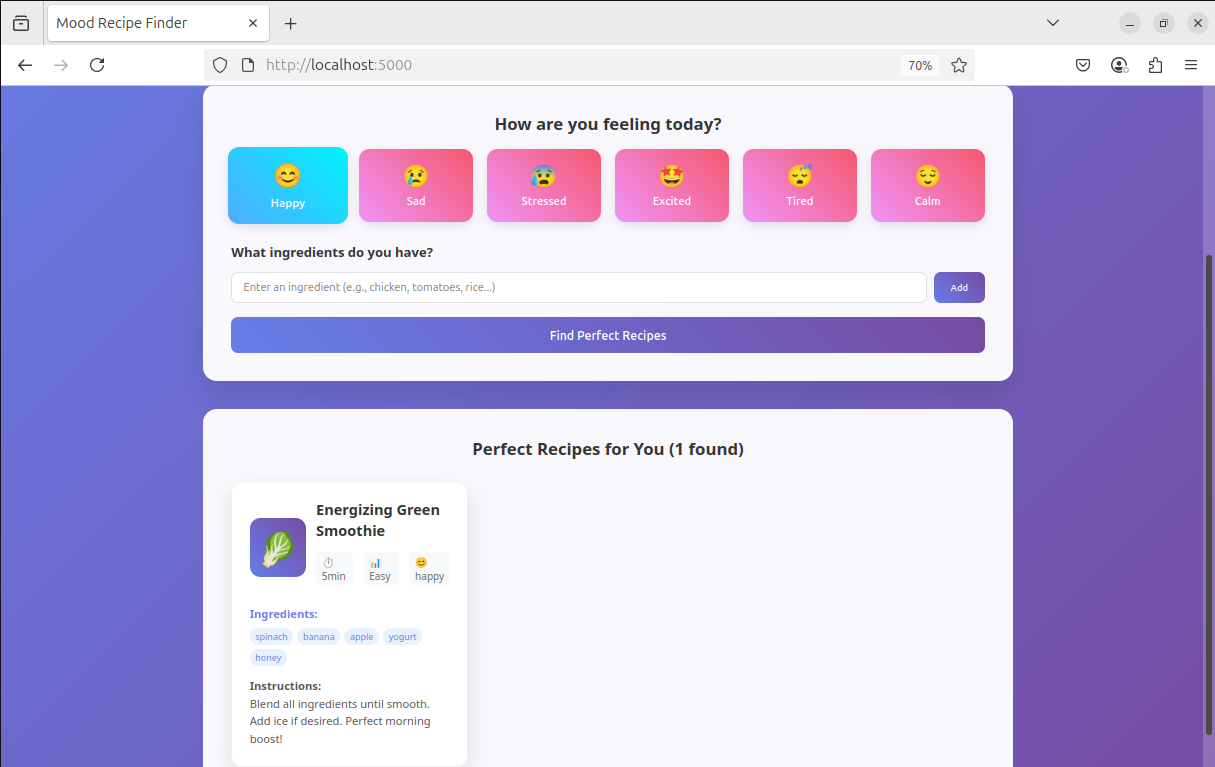 Mood Recipe Finder
http://localhost:5000
70%
How are you feeling today?
Happy
Sad
Stressed
Excited
Tired
Calm
What ingredients do you have?
Enter an ingredient (e.g., chicken, tomatoes, rice...)
Add
Find Perfect Recipes
Perfect Recipes for You (1 found)
Energizing Green
Smoothie
5min
Easy
happy
Ingredients:
spinach banana apple yogurt
honey
Instructions:
Blend all ingredients until smooth.
Add ice if desired. Perfect morning
boost!